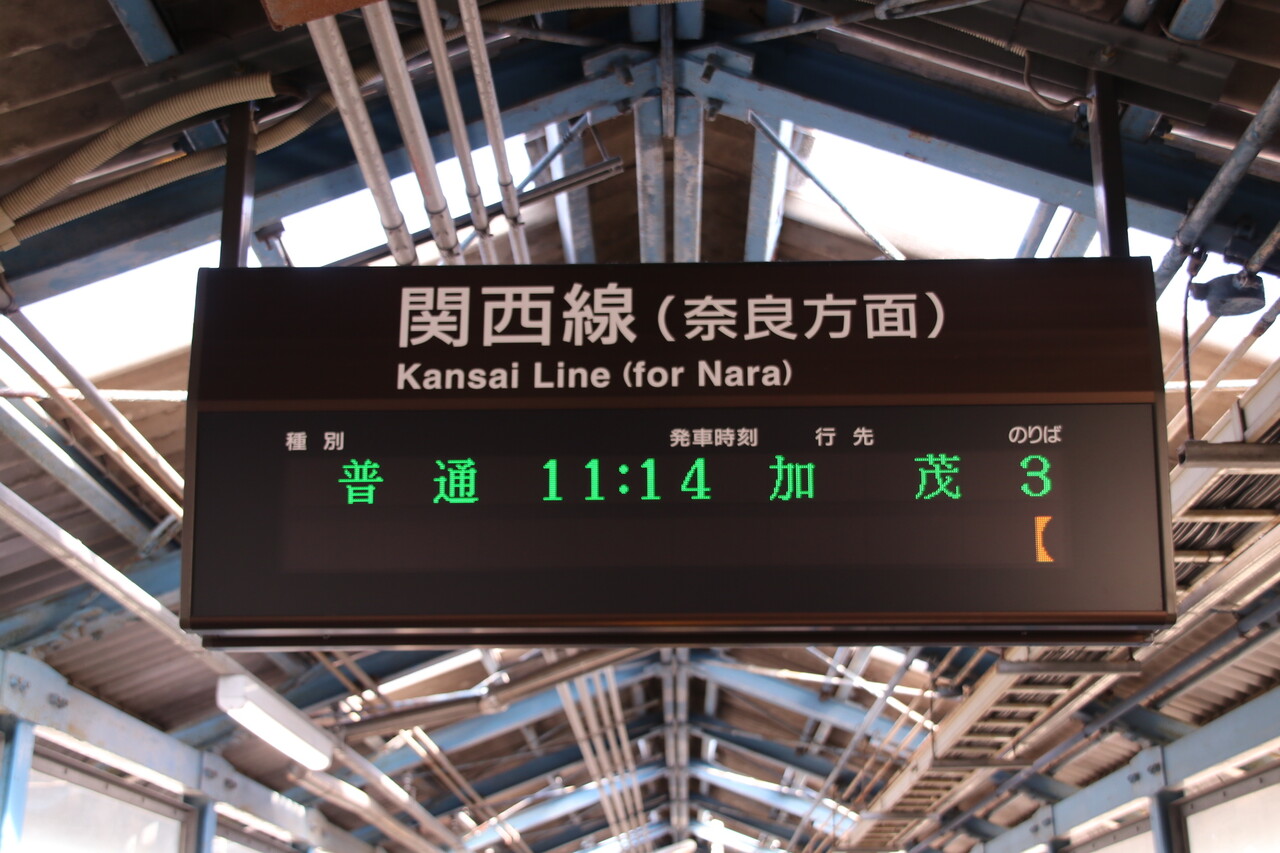 関西線(奈良方面)
Kansai Line (for Nara)
種別 発車時刻 行先 のりば
普通 11:14 加茂 3